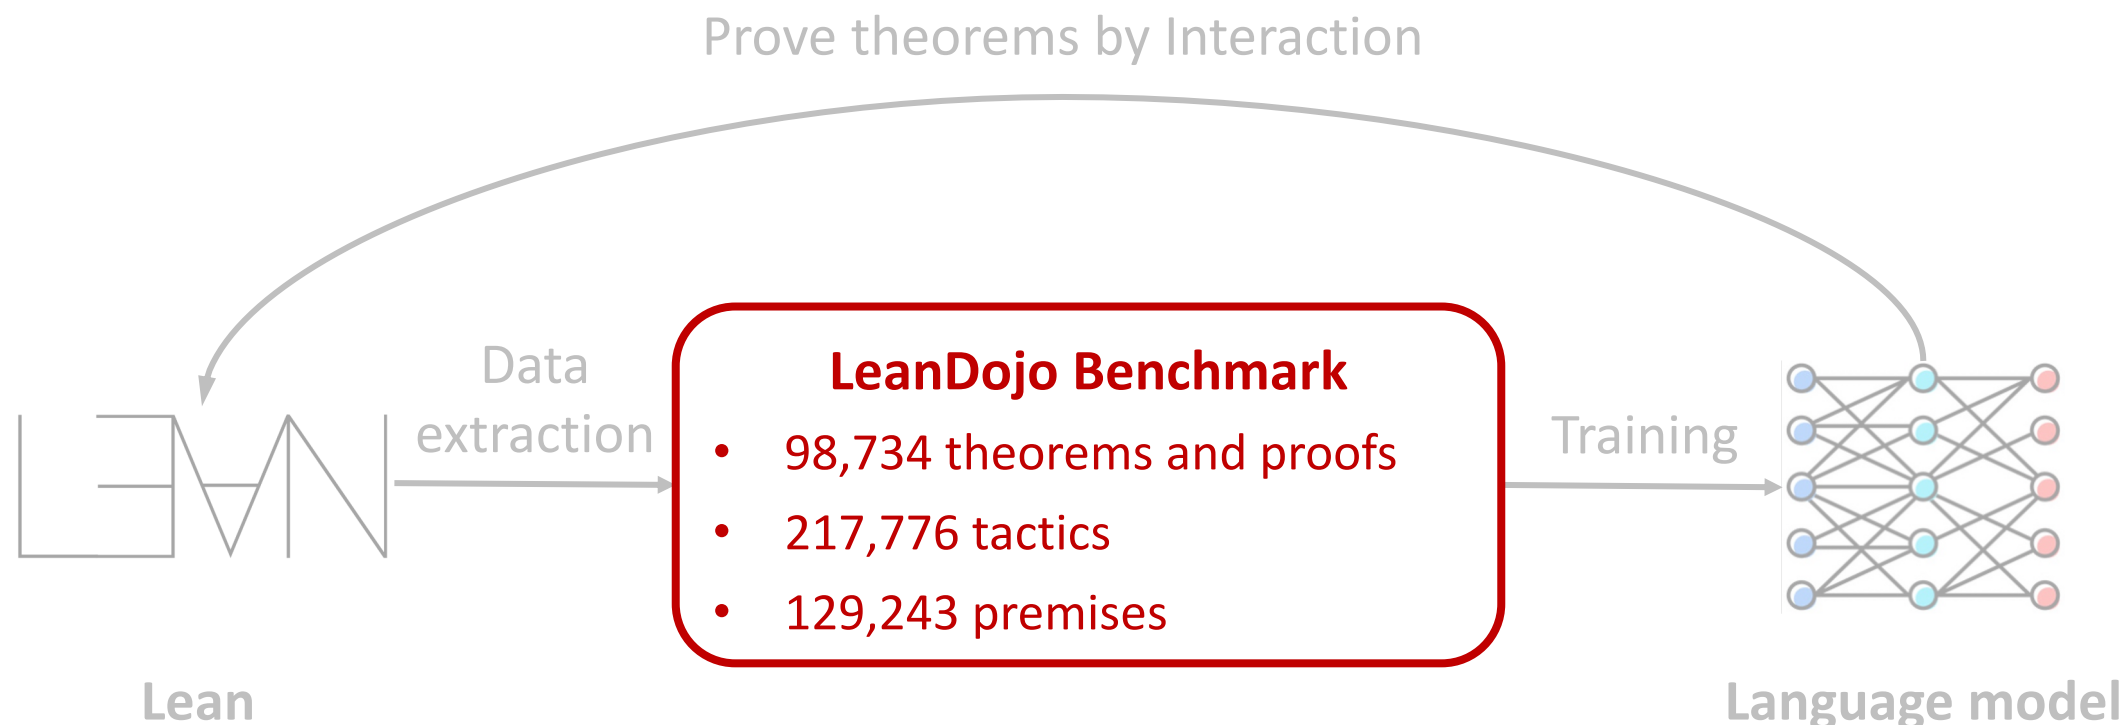 Prove theorems by Interaction
Data
extraction
LeanDojo Benchmark
• 98,734 theorems and proofs
• 217,776 tactics
• 129,243 premises
Training
LEAN
Lean
Language model